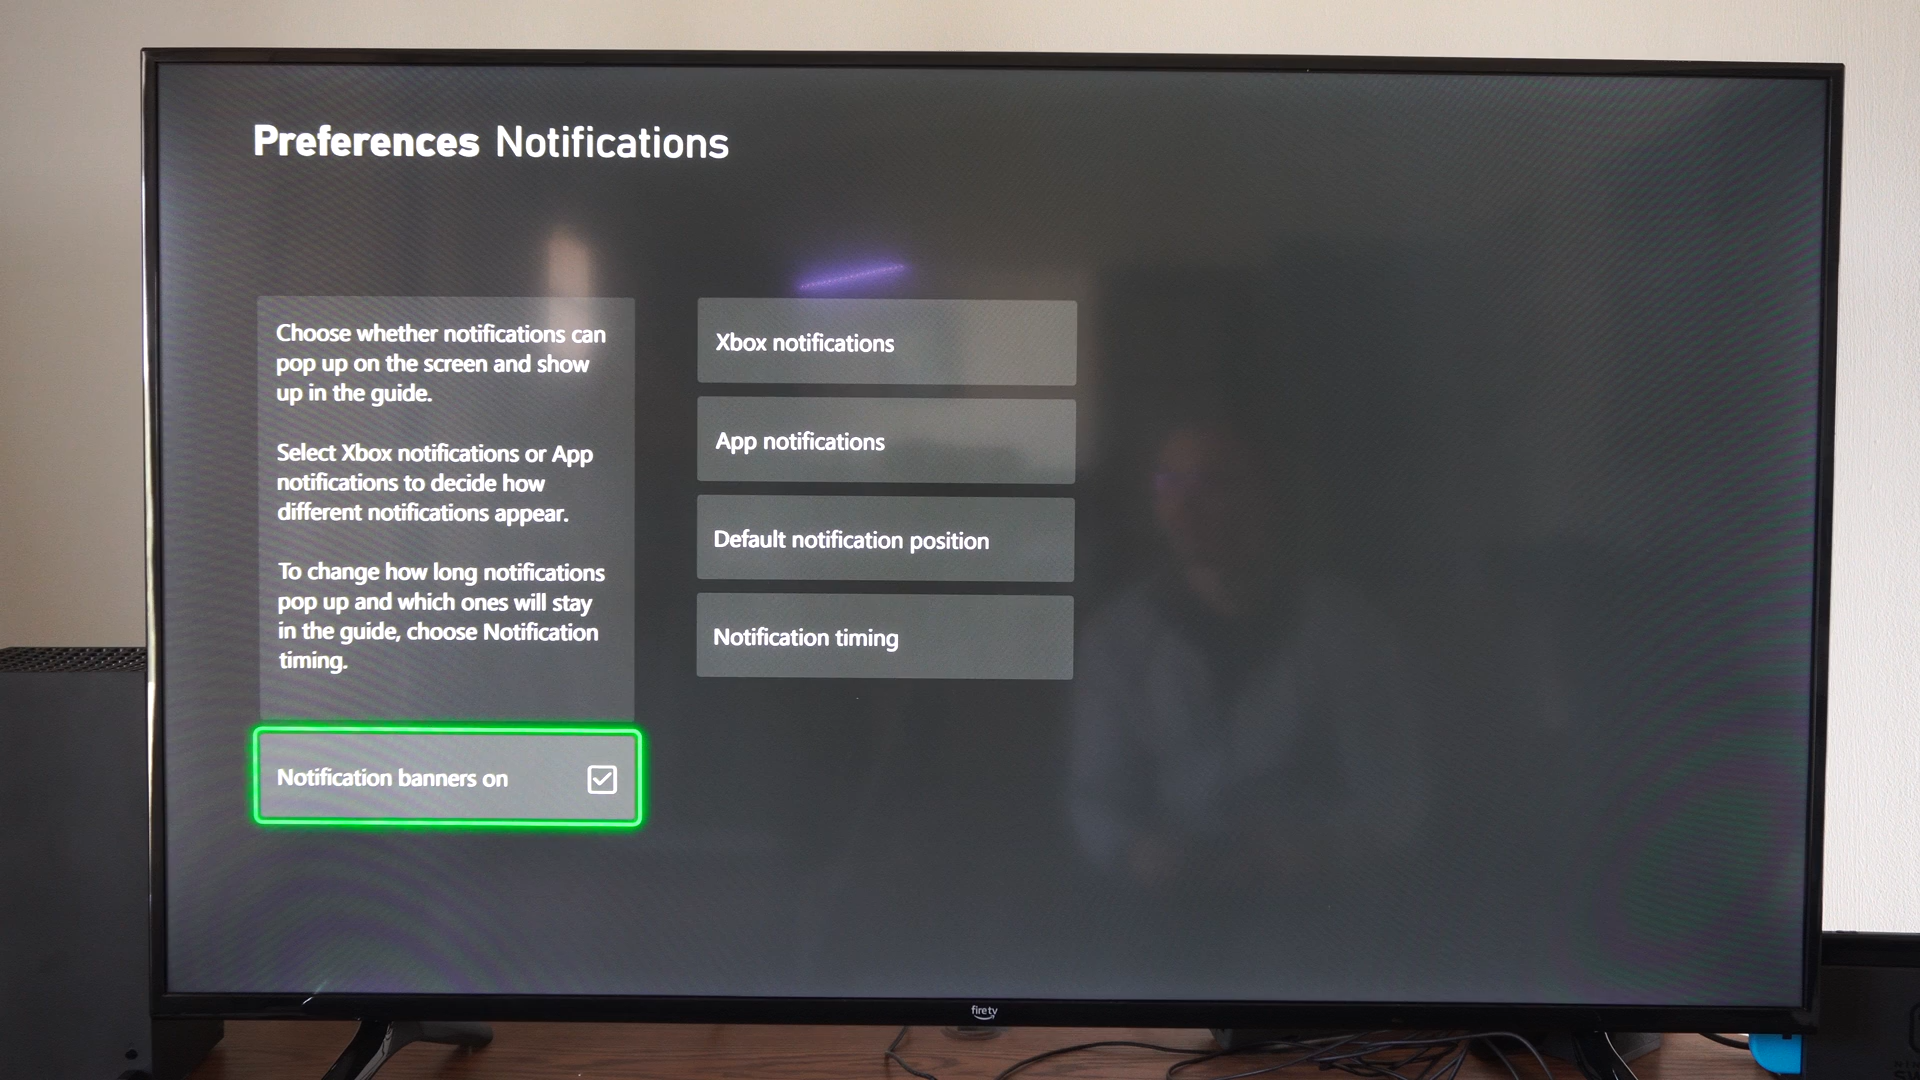 Preferences Notifications
Choose whether notifications can
pop up on the screen and show
up in the guide.
Select Xbox notifications or App
notifications to decide how
different notifications appear.
To change how long notifications
pop up and which ones will stay
in the guide, choose Notification
timing.
Notification banners on
Xbox notifications
App notifications
Default notification position
Notification timing
firetv